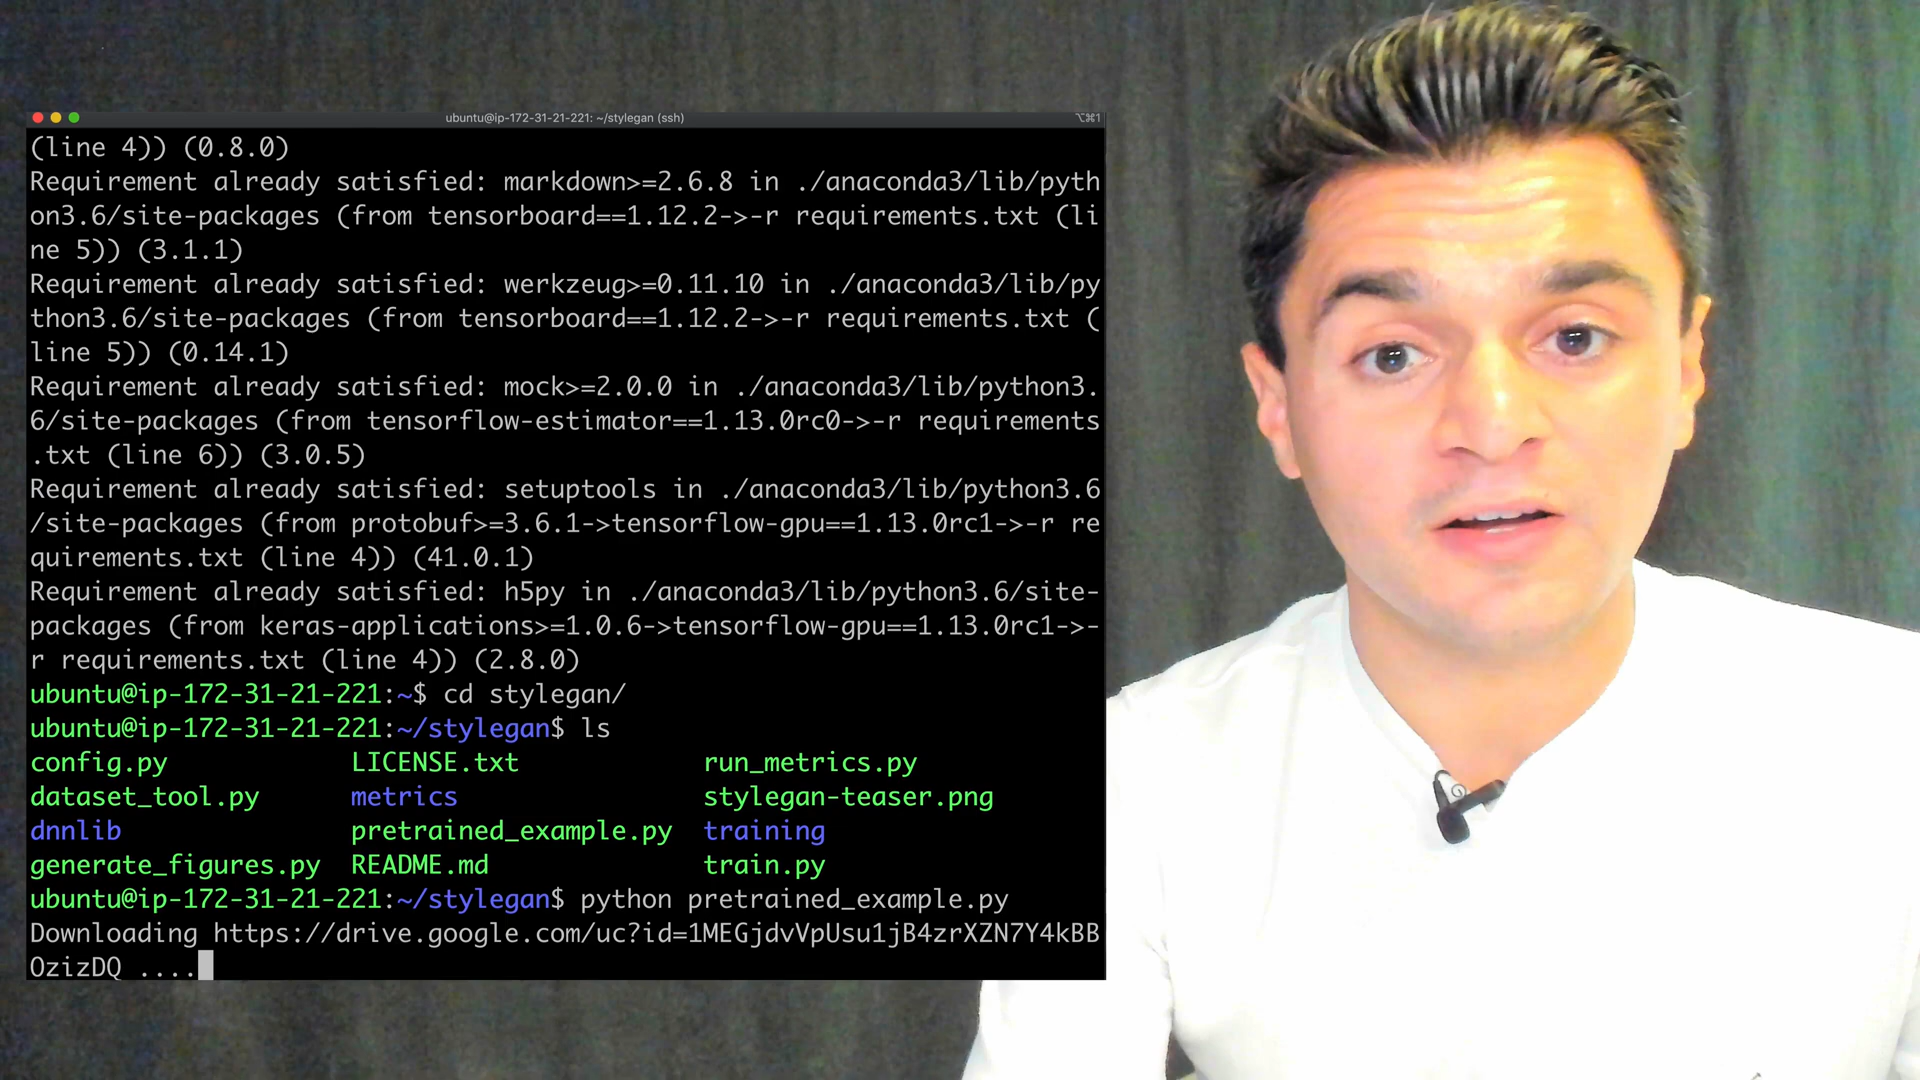 ubuntu@ip-172-31-21-221: ~/stylegan (ssh)
⌥⌘1
(line 4)) (0.8.0)
Requirement already satisfied: markdown>=2.6.8 in ./anaconda3/lib/pyth
on3.6/site-packages (from tensorboard==1.12.2->-r requirements.txt (li
ne 5)) (3.1.1)
Requirement already satisfied: werkzeug>=0.11.10 in ./anaconda3/lib/py
thon3.6/site-packages (from tensorboard==1.12.2->-r requirements.txt (
line 5)) (0.14.1)
Requirement already satisfied: mock>=2.0.0 in ./anaconda3/lib/python3.
6/site-packages (from tensorflow-estimator==1.13.0rc0->-r requirements
.txt (line 6)) (3.0.5)
Requirement already satisfied: setuptools in ./anaconda3/lib/python3.6
/site-packages (from protobuf>=3.6.1->tensorflow-gpu==1.13.0rc1->-r re
quirements.txt (line 4)) (41.0.1)
Requirement already satisfied: h5py in ./anaconda3/lib/python3.6/site-
packages (from keras-applications>=1.0.6->tensorflow-gpu==1.13.0rc1->-
r requirements.txt (line 4)) (2.8.0)
ubuntu@ip-172-31-21-221:~$ cd stylegan/
ubuntu@ip-172-31-21-221:~/stylegan$ ls
config.py LICENSE.txt run_metrics.py
dataset_tool.py metrics stylegan-teaser.png
dnnlib pretrained_example.py training
generate_figures.py README.md train.py
ubuntu@ip-172-31-21-221:~/stylegan$ python pretrained_example.py
Downloading https://drive.google.com/uc?id=1MEGjdvVpUsu1jB4zrXZN7Y4kBB
OzizDQ ....